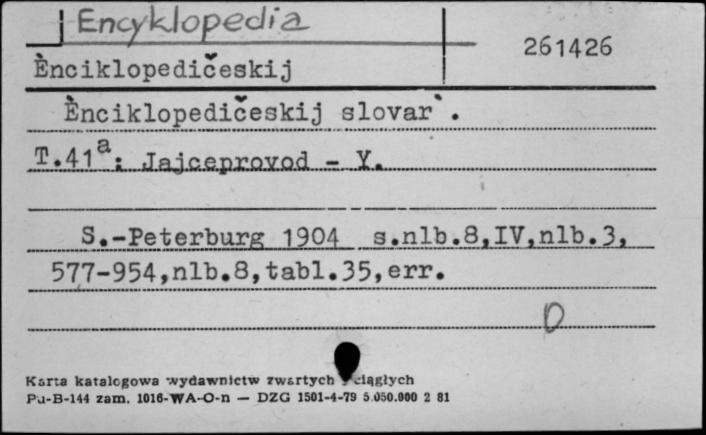 Encyklopedia
261426
Ènciklopedičeskij
Ènciklopedičeskij slovar`.
T.41a: Jajceprovod - Y.
S.-Peterburg 1904 s.nlb.8,IV,nlb.3,
577-954,nlb.8,tabl.35,err.
D
Karta katalogowa wydawnictw zwartych i ciągłych
Pu-B-144 zam. 1016-WA-O-n — DZG 1501-4-79 5.050.000 2 81